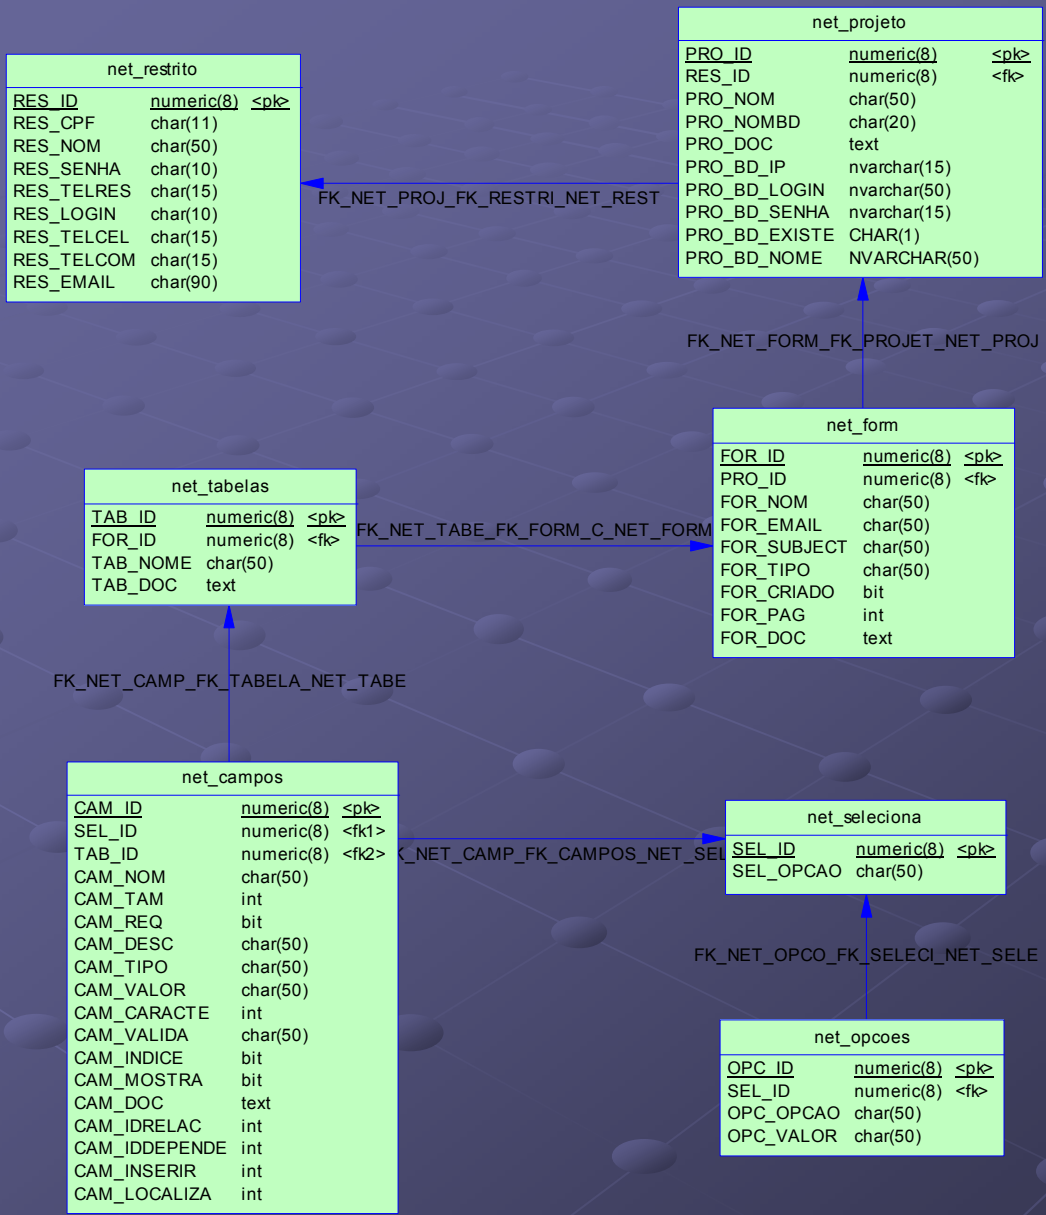 net_restrito
RES_ID numeric(8) <pk>
RES_CPF char(11)
RES_NOM char(50)
RES_SENHA char(10)
RES_TELRES char(15)
RES_LOGIN char(10)
RES_TELCEL char(15)
RES_TELCOM char(15)
RES_EMAIL char(90)
FK_NET_PROJ_FK_RESTRI_NET_REST
net_projeto
PRO_ID numeric(8) <pk>
RES_ID numeric(8) <fk>
PRO_NOM char(50)
PRO_NOMBD char(20)
PRO_DOC text
PRO_BD_IP nvarchar(15)
PRO_BD_LOGIN nvarchar(50)
PRO_BD_SENHA nvarchar(15)
PRO_BD_EXISTE CHAR(1)
PRO_BD_NOME NVARCHAR(50)
FK_NET_FORM_FK_PROJET_NET_PROJ
net_form
FOR_ID numeric(8) <pk>
PRO_ID numeric(8) <fk>
FOR_NOM char(50)
FOR_EMAIL char(50)
FOR_SUBJECT char(50)
FOR_TIPO char(50)
FOR_CRIADO bit
FOR_PAG int
FOR_DOC text
net_tabelas
TAB_ID numeric(8) <pk>
FOR_ID numeric(8) <fk>
TAB_NOME char(50)
TAB_DOC text
FK_NET_TABE_FK_FORM_C_NET_FORM
FK_NET_CAMP_FK_TABELA_NET_TABE
net_campos
CAM_ID numeric(8) <pk>
SEL_ID numeric(8) <fk1>
TAB_ID numeric(8) <fk2>
CAM_NOM char(50)
CAM_TAM int
CAM_REQ bit
CAM_DESC char(50)
CAM_TIPO char(50)
CAM_VALOR char(50)
CAM_CARACTE int
CAM_VALIDA char(50)
CAM_INDICE bit
CAM_MOSTRA bit
CAM_DOC text
CAM_IDRELAC int
CAM_IDDEPENDE int
CAM_INSERIR int
CAM_LOCALIZA int
K_NET_CAMP_FK_CAMPOS_NET_SEL
net_seleciona
SEL_ID numeric(8) <pk>
SEL_OPCAO char(50)
FK_NET_OPCO_FK_SELECI_NET_SELE
net_opcoes
OPC_ID numeric(8) <pk>
SEL_ID numeric(8) <fk>
OPC_OPCAO char(50)
OPC_VALOR char(50)